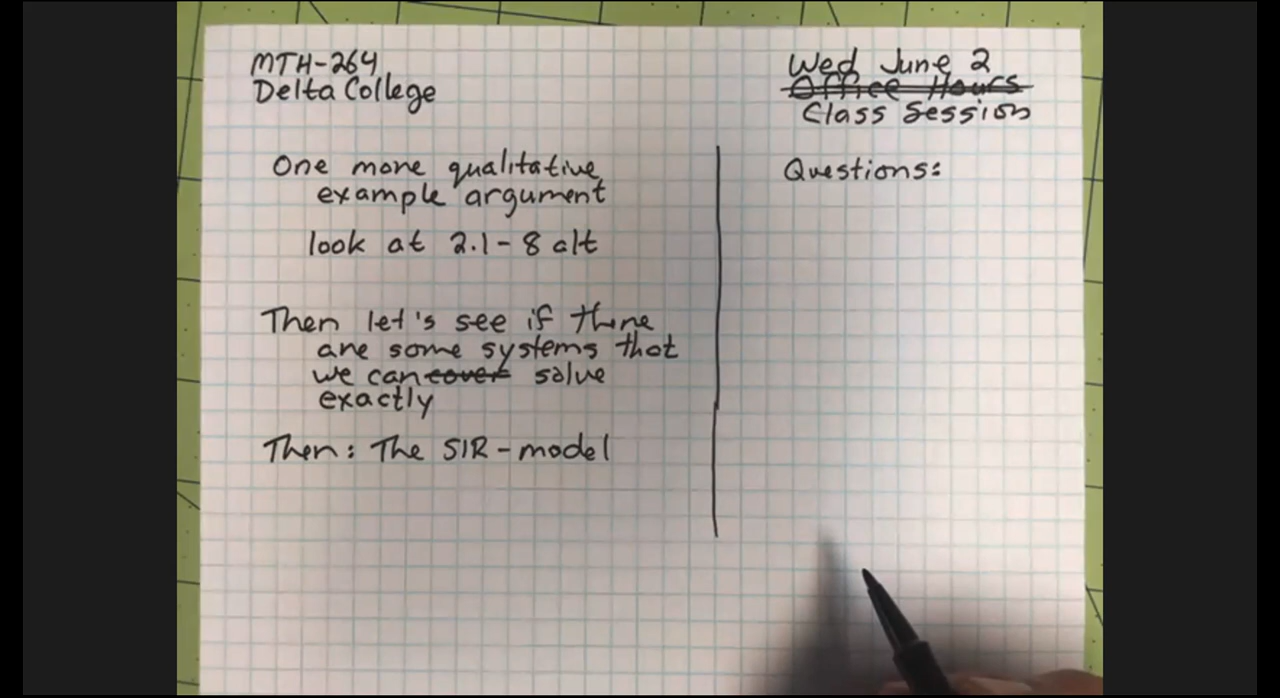 MTH-264
Delta College
Wed June 2
Office Hours
Class Session
One more qualitative
example argument
look at 2.1-8 alt
Then let's see if there
are some systems that
we can cover solve
exactly
Then: The SIR-model
Questions: